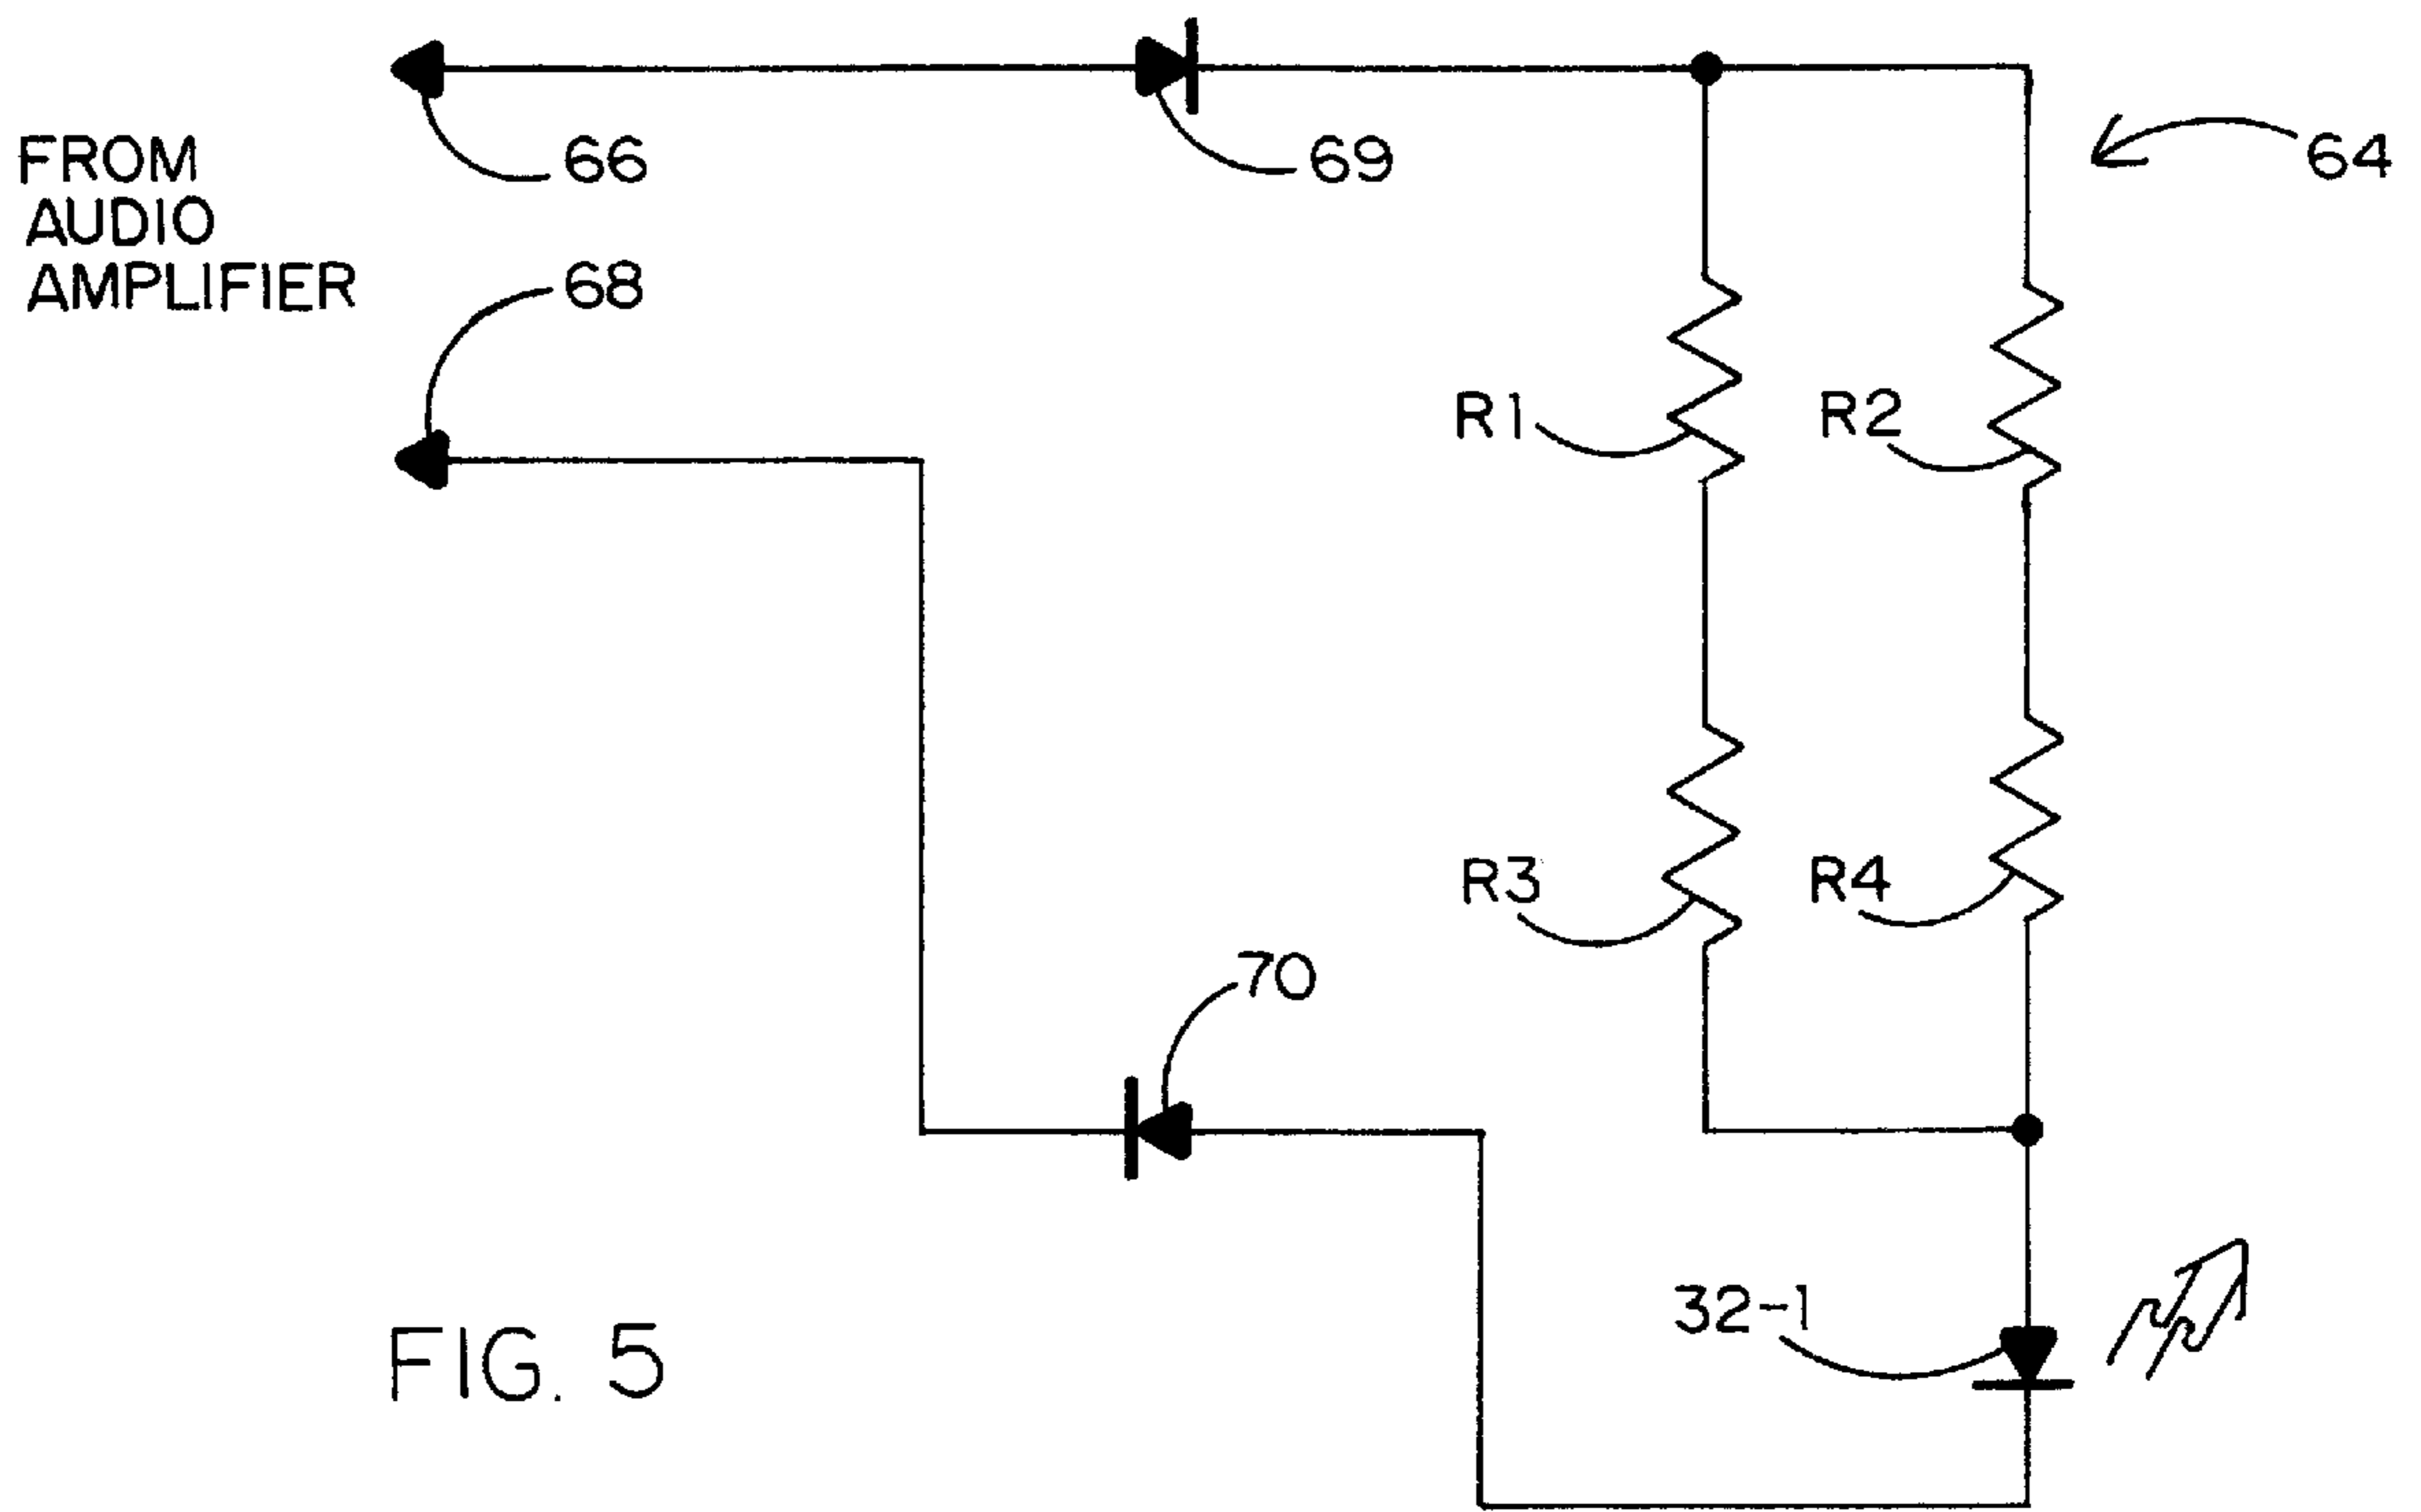 66
69
64
FROM
AUDIO
AMPLIFIER
68
R1
R2
R3
R4
70
32-1
FIG. 5